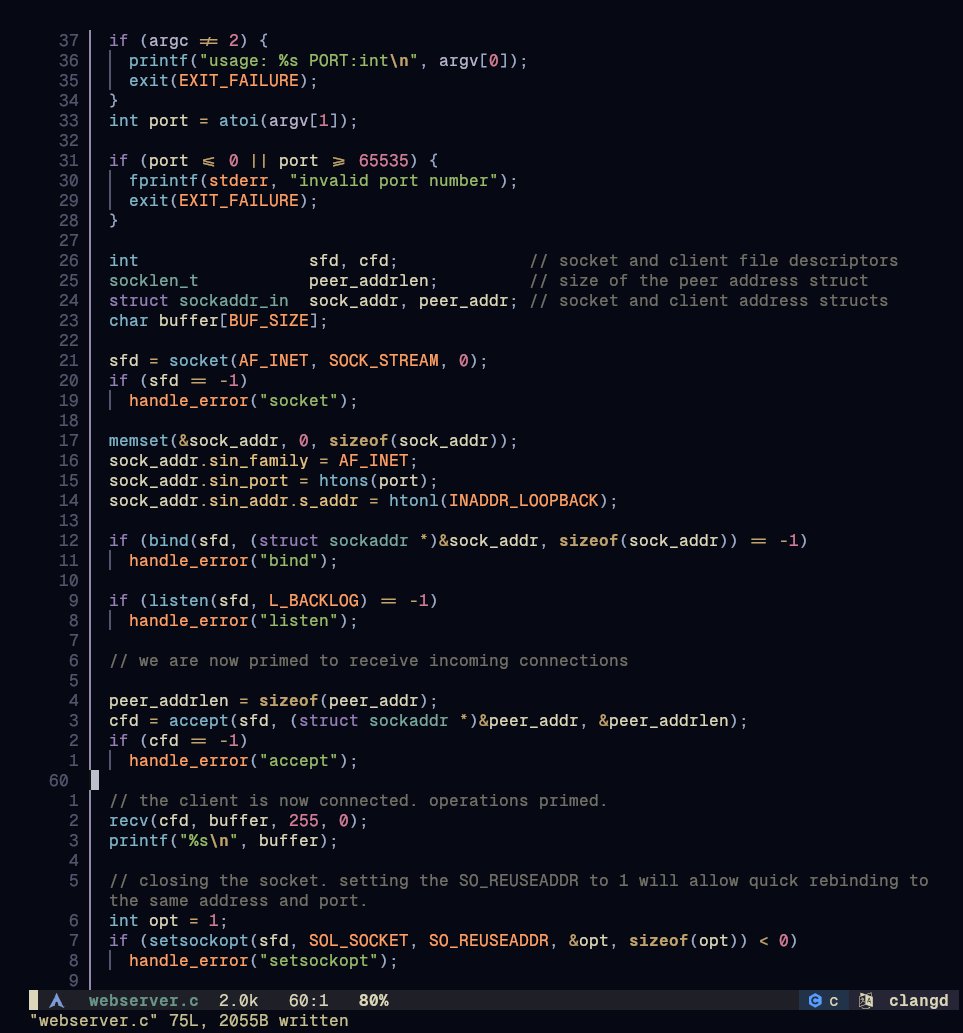 37 if (argc != 2) {
36 printf("usage: %s PORT:int\n", argv[0]);
35 exit(EXIT_FAILURE);
34 }
33 int port = atoi(argv[1]);
32
31 if (port <= 0 || port >= 65535) {
30 fprintf(stderr, "invalid port number");
29 exit(EXIT_FAILURE);
28 }
27
26 int sfd, cfd; // socket and client file descriptors
25 socklen_t peer_addrlen; // size of the peer address struct
24 struct sockaddr_in sock_addr, peer_addr; // socket and client address structs
23 char buffer[BUF_SIZE];
22
21 sfd = socket(AF_INET, SOCK_STREAM, 0);
20 if (sfd == -1)
19 handle_error("socket");
18
17 memset(&sock_addr, 0, sizeof(sock_addr));
16 sock_addr.sin_family = AF_INET;
15 sock_addr.sin_port = htons(port);
14 sock_addr.sin_addr.s_addr = htonl(INADDR_LOOPBACK);
13
12 if (bind(sfd, (struct sockaddr *)&sock_addr, sizeof(sock_addr)) == -1)
11 handle_error("bind");
10
9 if (listen(sfd, L_BACKLOG) == -1)
8 handle_error("listen");
7
6 // we are now primed to receive incoming connections
5
4 peer_addrlen = sizeof(peer_addr);
3 cfd = accept(sfd, (struct sockaddr *)&peer_addr, &peer_addrlen);
2 if (cfd == -1)
1 handle_error("accept");
60
1 // the client is now connected. operations primed.
2 recv(cfd, buffer, 255, 0);
3 printf("%s\n", buffer);
4
5 // closing the socket. setting the SO_REUSEADDR to 1 will allow quick rebinding to
the same address and port.
6 int opt = 1;
7 if (setsockopt(sfd, SOL_SOCKET, SO_REUSEADDR, &opt, sizeof(opt)) < 0)
8 handle_error("setsockopt");
9
webserver.c 2.0k 60:1 80% c clangd
"webserver.c" 75L, 2055B written